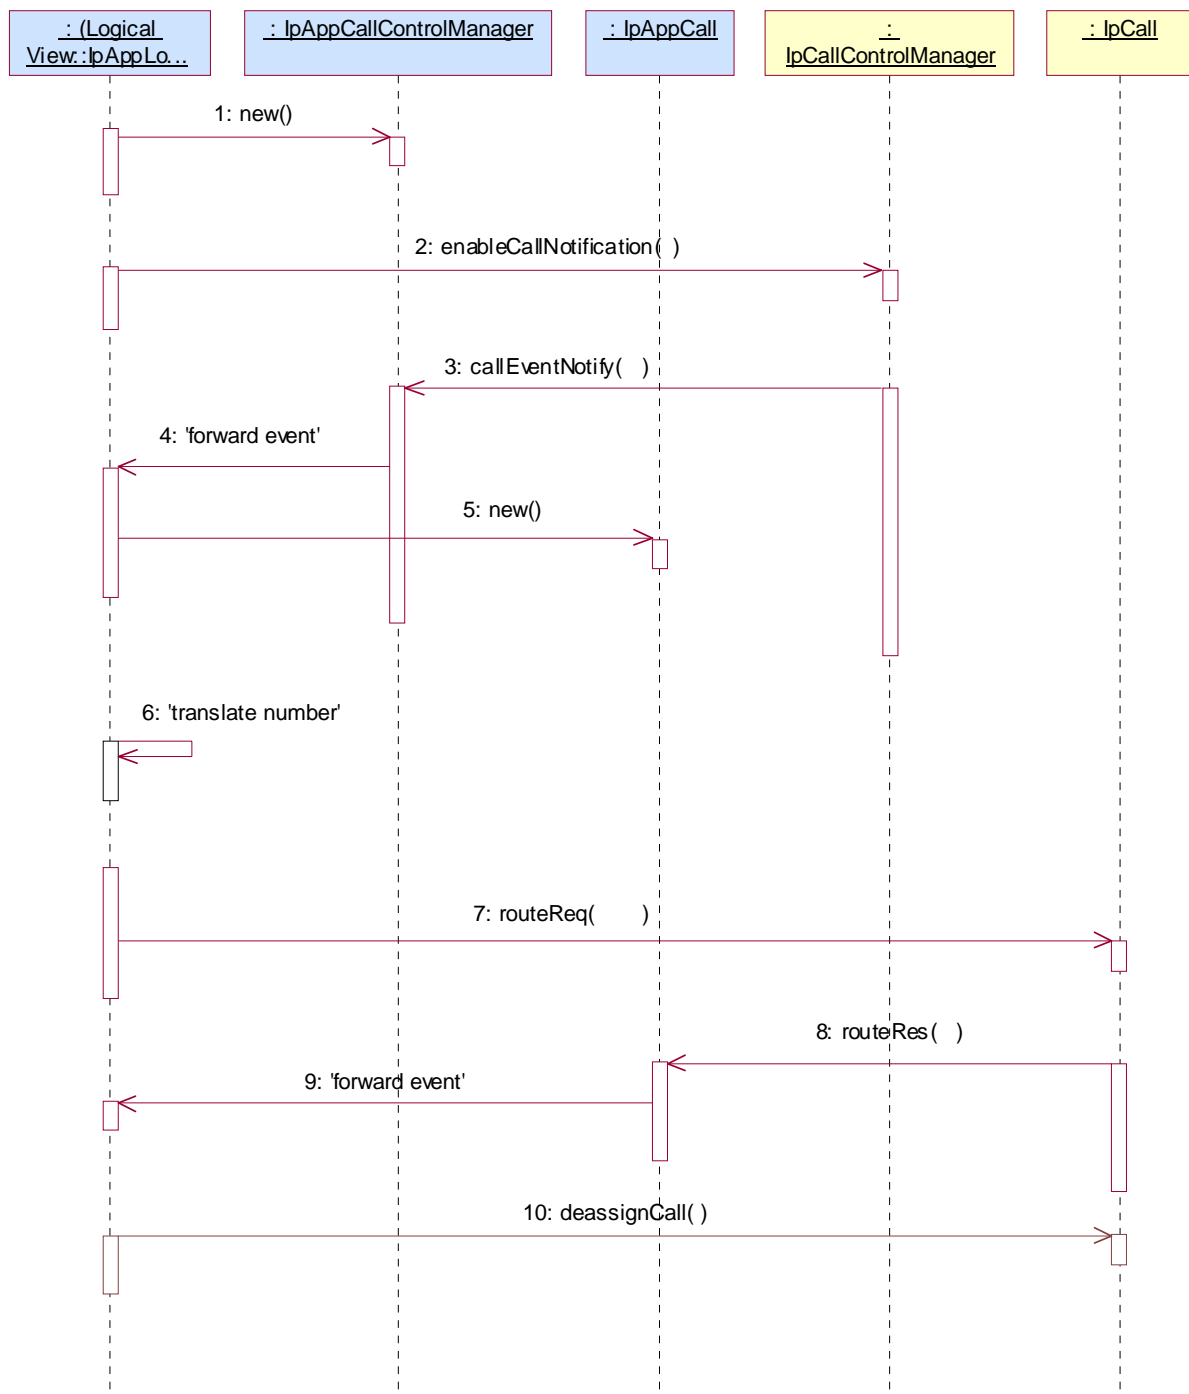 : (Logical
View::IpAppLo...
: IpAppCallControlManager
: IpAppCall
:
IpCallControlManager
: IpCall
1: new()
2: enableCallNotification( )
3: callEventNotify(   )
4: 'forward event'
5: new()
6: 'translate number'
7: routeReq(        )
8: routeRes(   )
9: 'forward event'
10: deassignCall( )